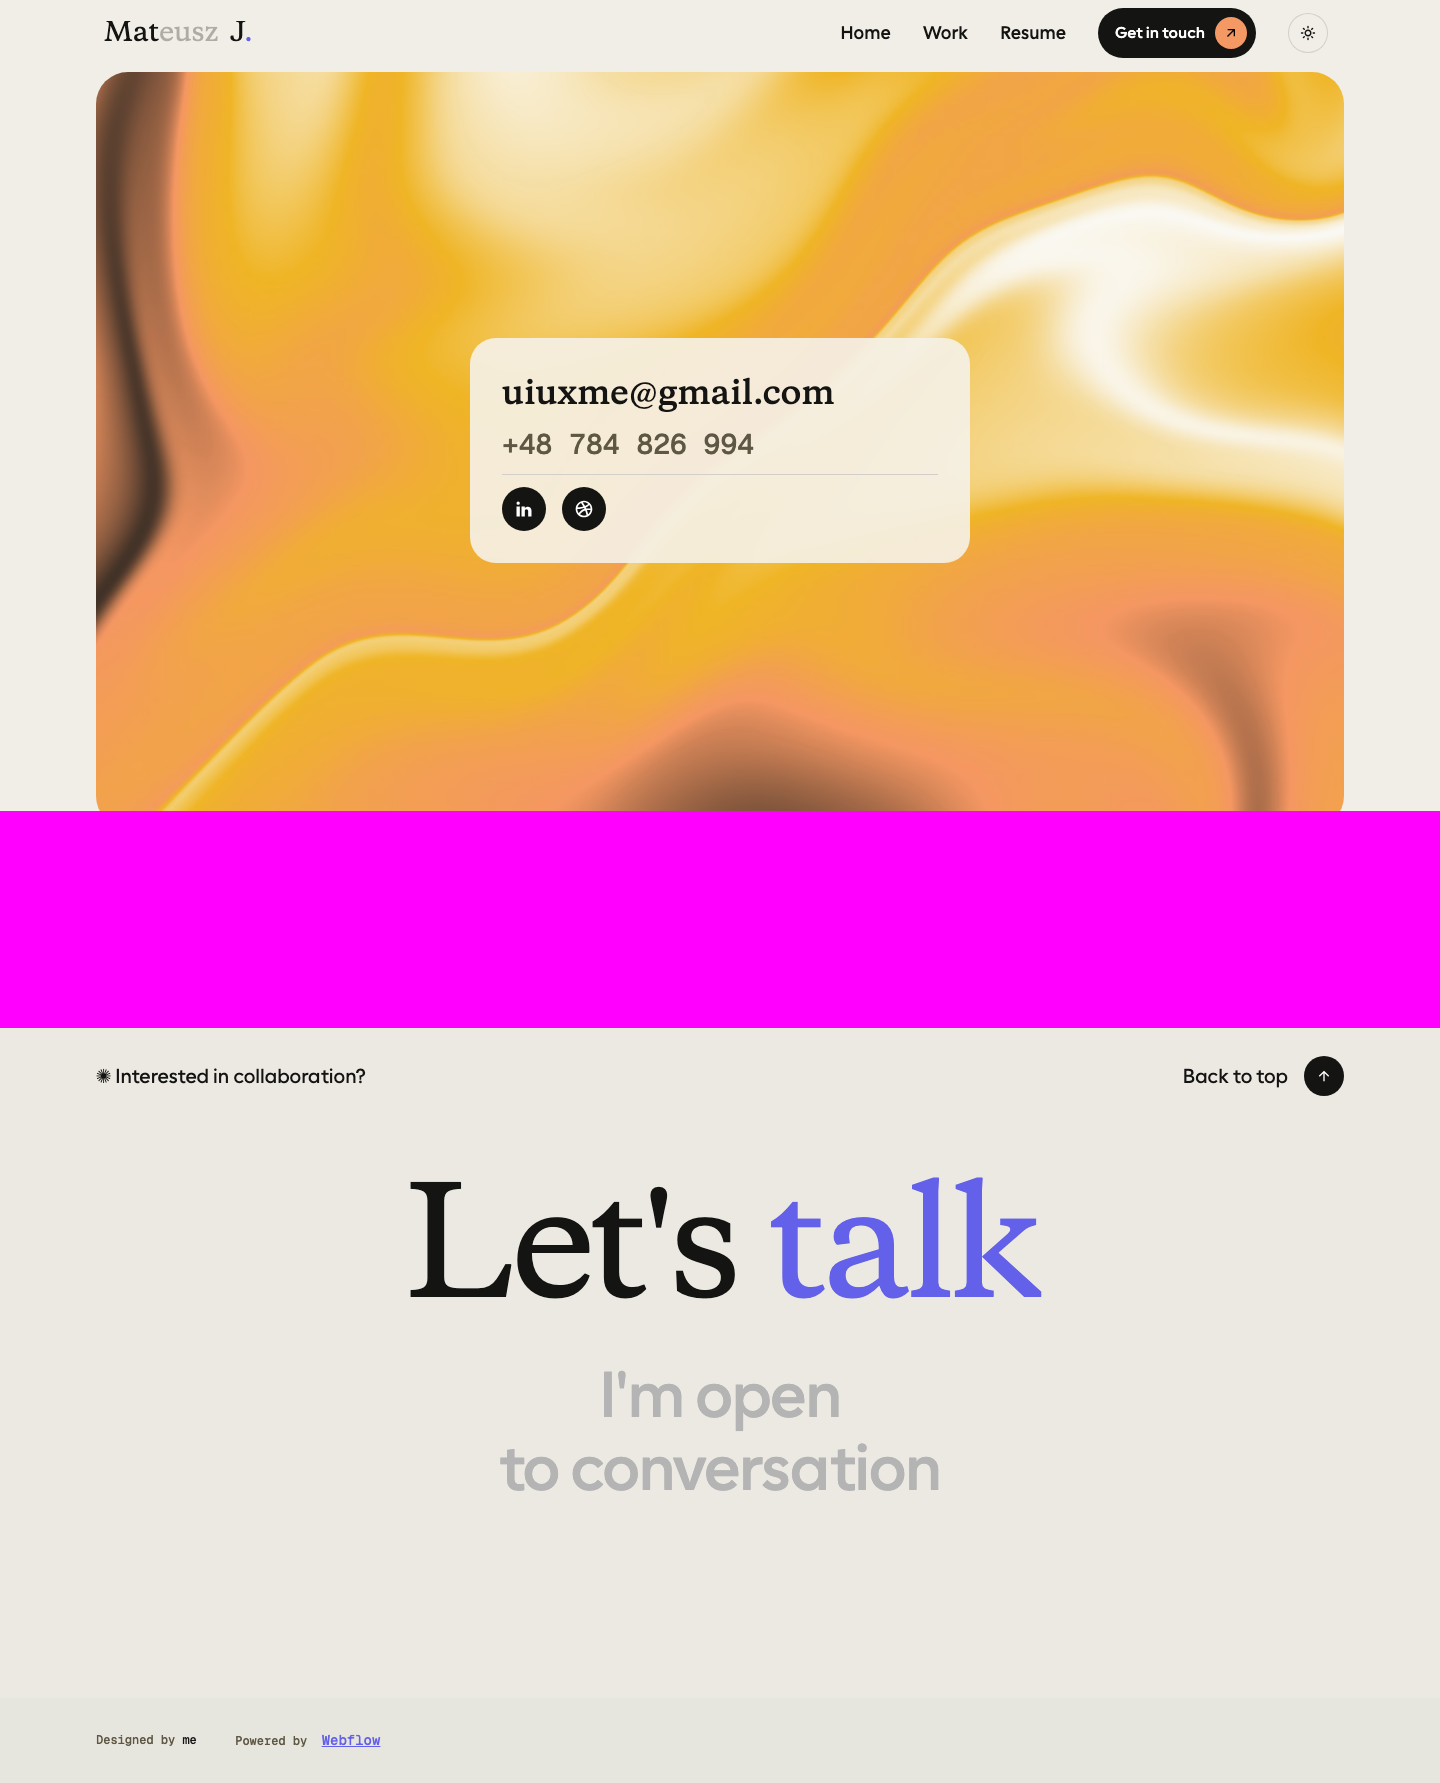 Mateusz J.
Home
Work
Resume
Get in touch
uiuxme@gmail.com
+48 784 826 994
in
✺ Interested in collaboration?
Back to top
Let's talk
I'm open
to conversation
Designed by me
Powered by Webflow